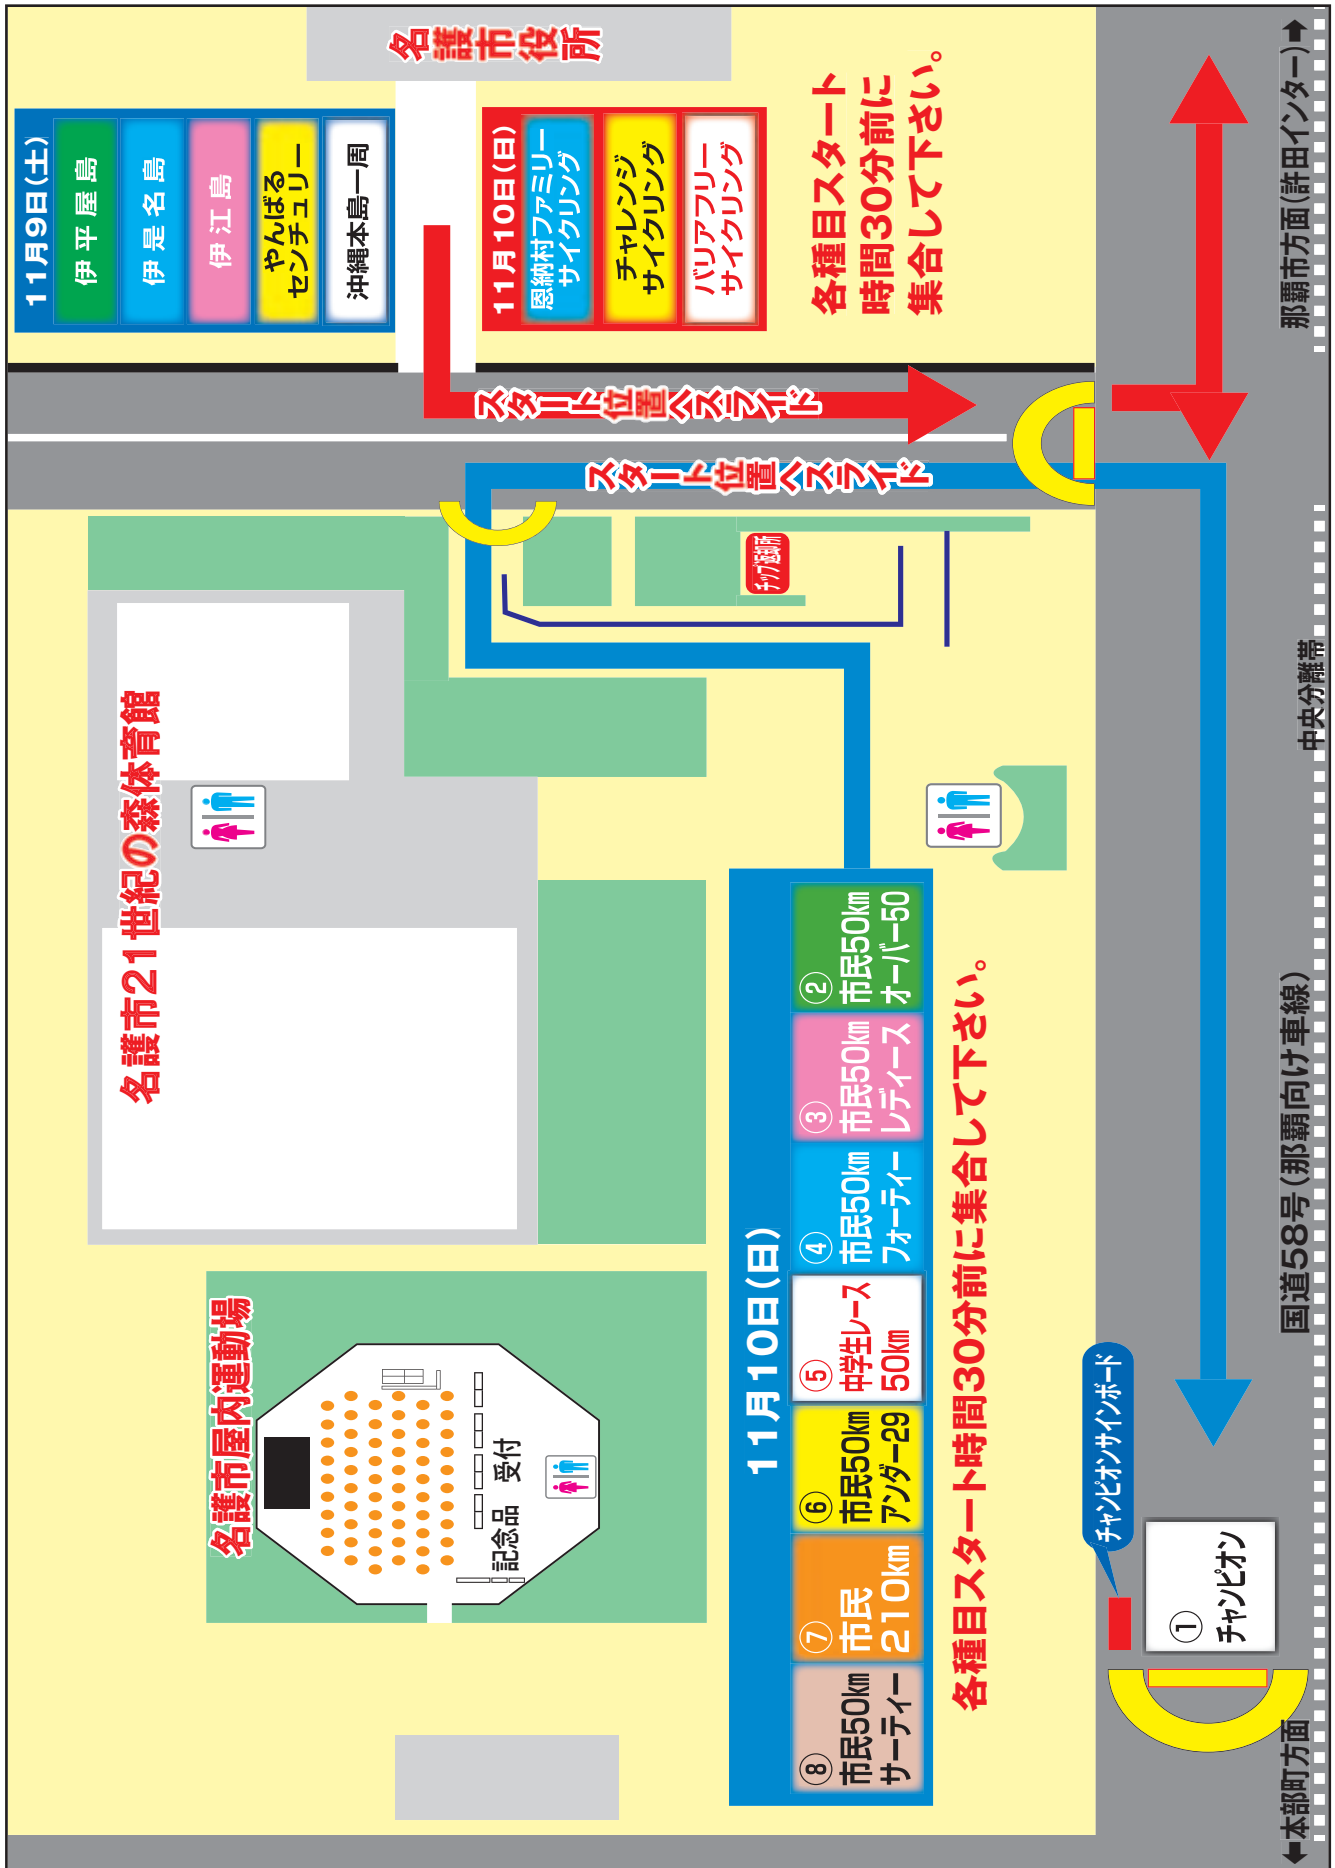 名護市役所
11月9日(土)
伊平屋島
伊是名島
伊江島
やんばる
センチュリー
沖縄本島一周
11月10日(日)
恩納村ファミリー
サイクリング
チャレンジ
サイクリング
バリアフリー
サイクリング
各種目スタート
時間30分前に
集合して下さい。
那覇市方面(許田インター)➡
スタート位置へスライド
スタート位置へスライド
チップ返却所
中央分離帯
名護市21世紀の森体育館
11月10日(日)
②
市民50km
オーバー50
③
市民50km
レディース
④
市民50km
フォーティー
⑤
中学生レース
50km
⑥
市民50km
アンダー29
⑦
市民
210km
⑧
市民50km
サーティー
各種目スタート時間30分前に集合して下さい。
国道58号(那覇向け車線)
名護市屋内運動場
受付
記念品
チャンピオンサインボード
①
チャンピオン
⬅本部町方面